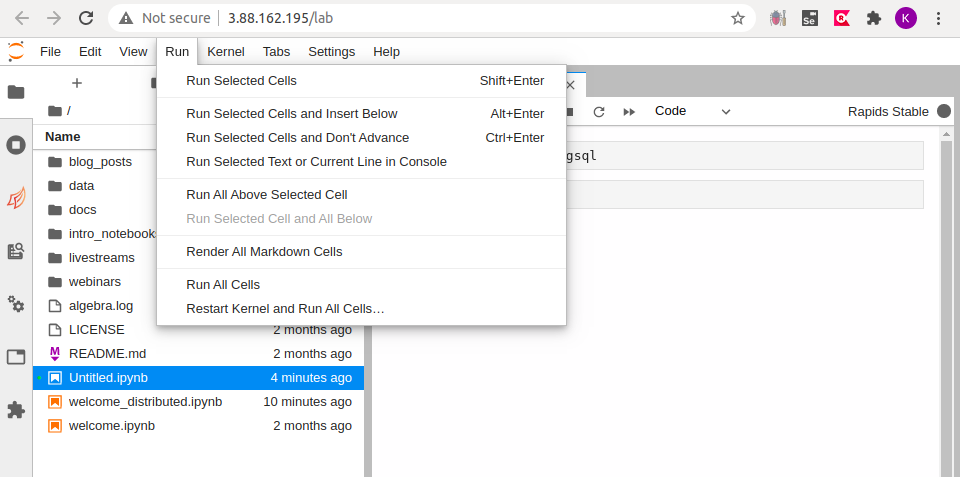 Not secure 3.88.162.195/lab
Se
K
File Edit View Run Kernel Tabs Settings Help
Run Selected Cells Shift+Enter
Run Selected Cells and Insert Below Alt+Enter
Run Selected Cells and Don't Advance Ctrl+Enter
Run Selected Text or Current Line in Console
Run All Above Selected Cell
Run Selected Cell and All Below
Render All Markdown Cells
Run All Cells
Restart Kernel and Run All Cells…
Code Rapids Stable
gsql
/
Name
blog_posts
data
docs
intro_notebooks
livestreams
webinars
algebra.log
LICENSE 2 months ago
README.md 2 months ago
Untitled.ipynb 4 minutes ago
welcome_distributed.ipynb 10 minutes ago
welcome.ipynb 2 months ago